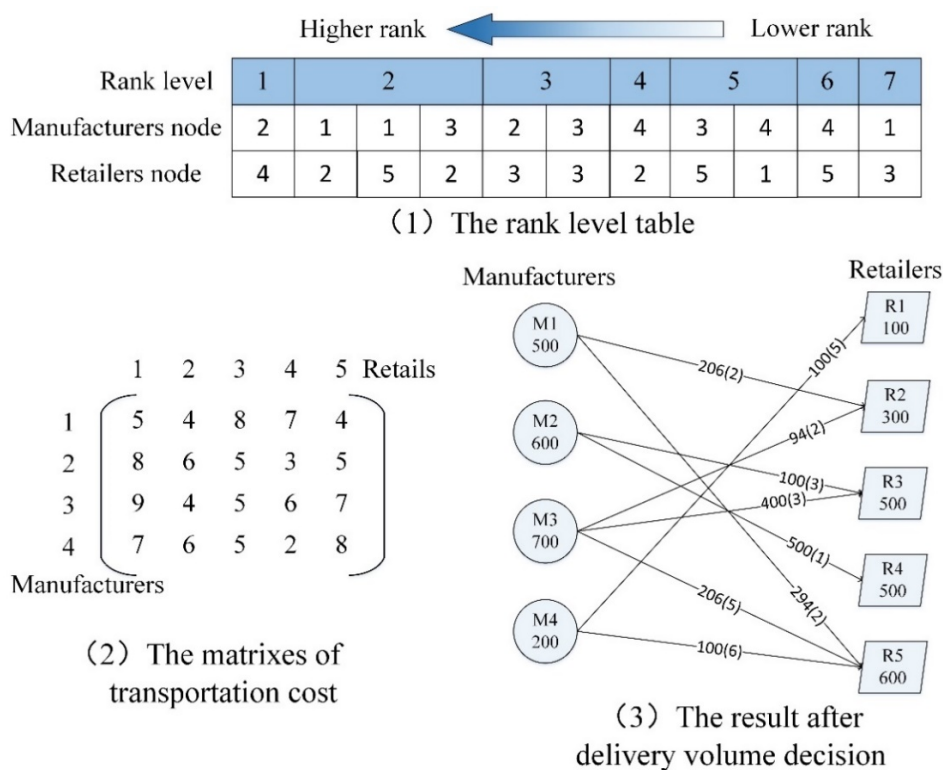 Higher rank Lower rank
Rank level 1 2 3 4 5 6 7
Manufacturers node 2 1 1 3 2 3 4 3 4 4 1
Retailers node 4 2 5 2 3 3 2 5 1 5 3
(1) The rank level table
1 2 3 4 5 Retails
1 5 4 8 7 4
2 8 6 5 3 5
3 9 4 5 6 7
4 7 6 5 2 8
Manufacturers
(2) The matrixes of
transportation cost
Manufacturers
Retailers
M1
500
M2
600
M3
700
M4
200
206(2)
100(5)
94(2)
100(3)
400(3)
500(1)
294(2)
206(5)
100(6)
R1
100
R2
300
R3
500
R4
500
R5
600
(3) The result after
delivery volume decision